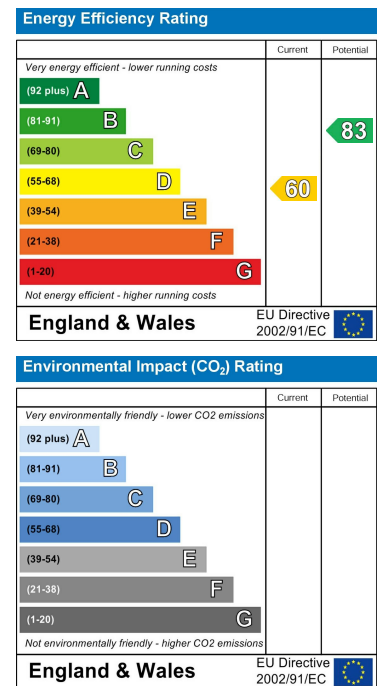 Energy Efficiency Rating
Current Potential
Very energy efficient - lower running costs
(92 plus) A
(81-91) B
(69-80) C
(55-68) D
(39-54) E
(21-38) F
(1-20) G
60
83
Not energy efficient - higher running costs
England & Wales
EU Directive
2002/91/EC
Environmental Impact (CO₂) Rating
Current Potential
Very environmentally friendly - lower CO2 emissions
(92 plus) A
(81-91) B
(69-80) C
(55-68) D
(39-54) E
(21-38) F
(1-20) G
Not environmentally friendly - higher CO2 emissions
England & Wales
EU Directive
2002/91/EC